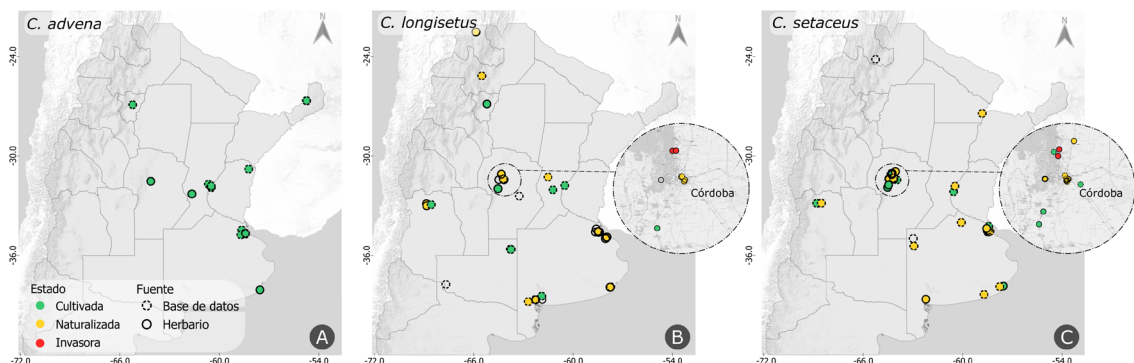 C. advena
N
-24.0
-30.0
-36.0
Estado
Cultivada
Naturalizada
Invasora
Fuente
Base de datos
Herbario
A
-72.0
-66.0
-60.0
-54.0
C. longisetus
N
-24.0
-30.0
-36.0
Córdoba
B
-72.0
-66.0
-60.0
-54.0
C. setaceus
N
-24.0
-30.0
-36.0
Córdoba
C
-72.0
-66.0
-60.0
-54.0